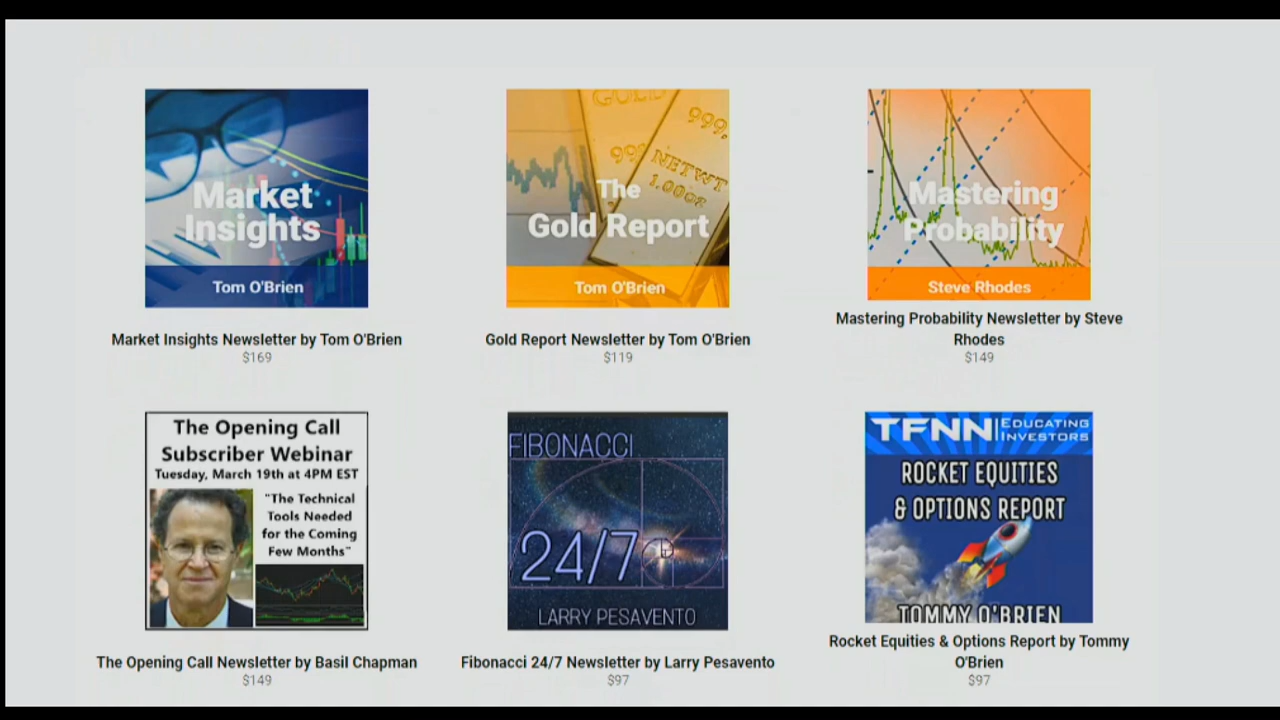 Market
Insights
Tom O'Brien
Market Insights Newsletter by Tom O'Brien
$169
GOLD
999,
999
NETWT
1.00oz
The
Gold Report
Tom O'Brien
Gold Report Newsletter by Tom O'Brien
$119
Mastering
Probability
Steve Rhodes
Mastering Probability Newsletter by Steve
Rhodes
$149
The Opening Call
Subscriber Webinar
Tuesday, March 19th at 4PM EST
"The Technical
Tools Needed
for the Coming
Few Months"
The Opening Call Newsletter by Basil Chapman
$149
FIBONACCI
24/7
LARRY PESAVENTO
Fibonacci 24/7 Newsletter by Larry Pesavento
$97
TFNN EDUCATING
INVESTORS
ROCKET EQUITIES
& OPTIONS REPORT
TOMMY O'BRIEN
Rocket Equities & Options Report by Tommy
O'Brien
$97